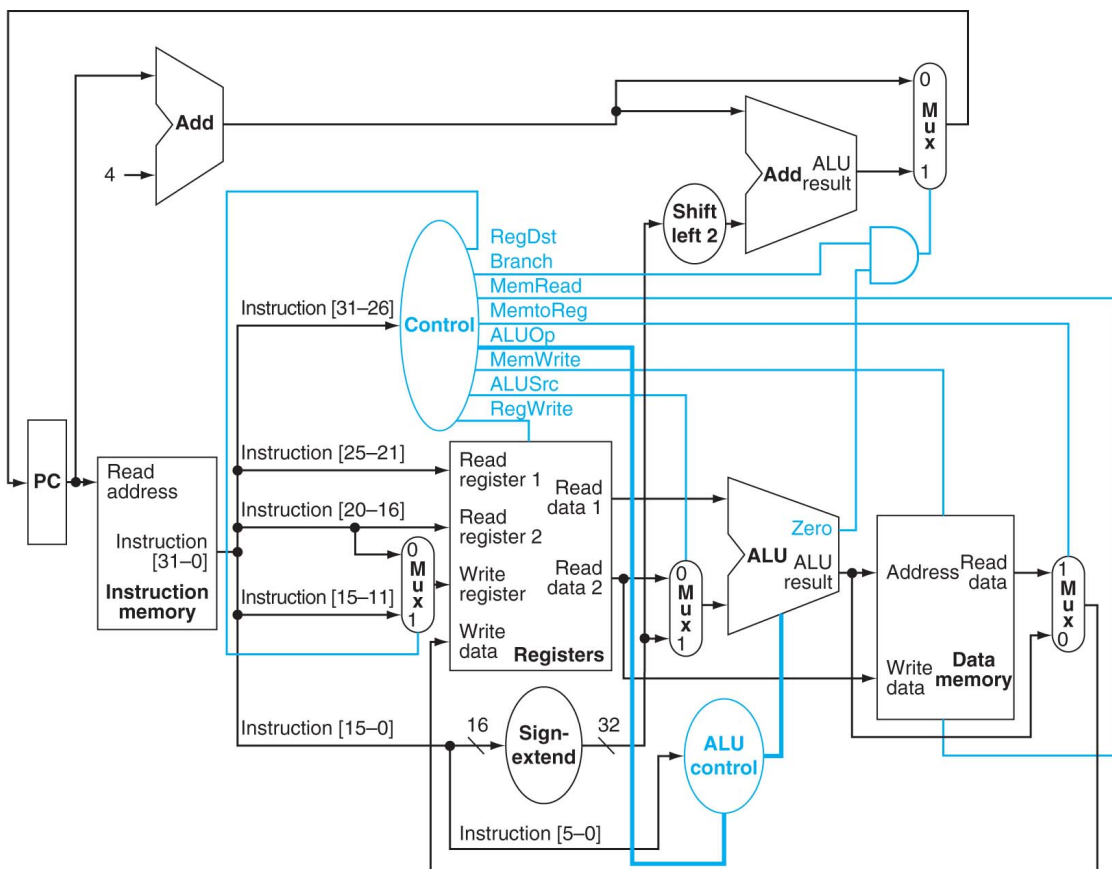 0
M
u
x
1
Add
4
Add
ALU
result
Shift
left 2
RegDst
Branch
MemRead
MemtoReg
ALUOp
MemWrite
ALUSrc
RegWrite
Instruction [31–26]
Control
PC
Read
address
Instruction
[31–0]
Instruction
memory
Instruction [25–21]
Instruction [20–16]
Instruction [15–11]
0
M
u
x
1
Read
register 1
Read
register 2
Write
register
Write
data
Read
data 1
Read
data 2
Registers
0
M
u
x
1
Zero
ALU
ALU
result
Address
Read
data
Write
data
Data
memory
1
M
u
x
0
Instruction [15–0]
16
Sign-
extend
32
ALU
control
Instruction [5–0]